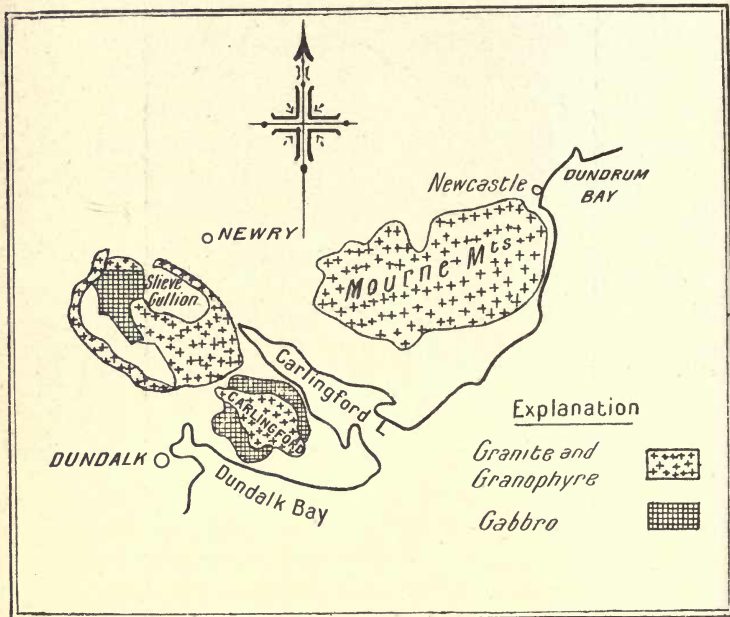 Newcastle
DUNDRUM
BAY
NEWRY
Mourne Mts
Slieve
Gullion
Carlingford
L
CARLINGFORD
DUNDALK
Dundalk Bay
Explanation
Granite and
Granophyre
Gabbro